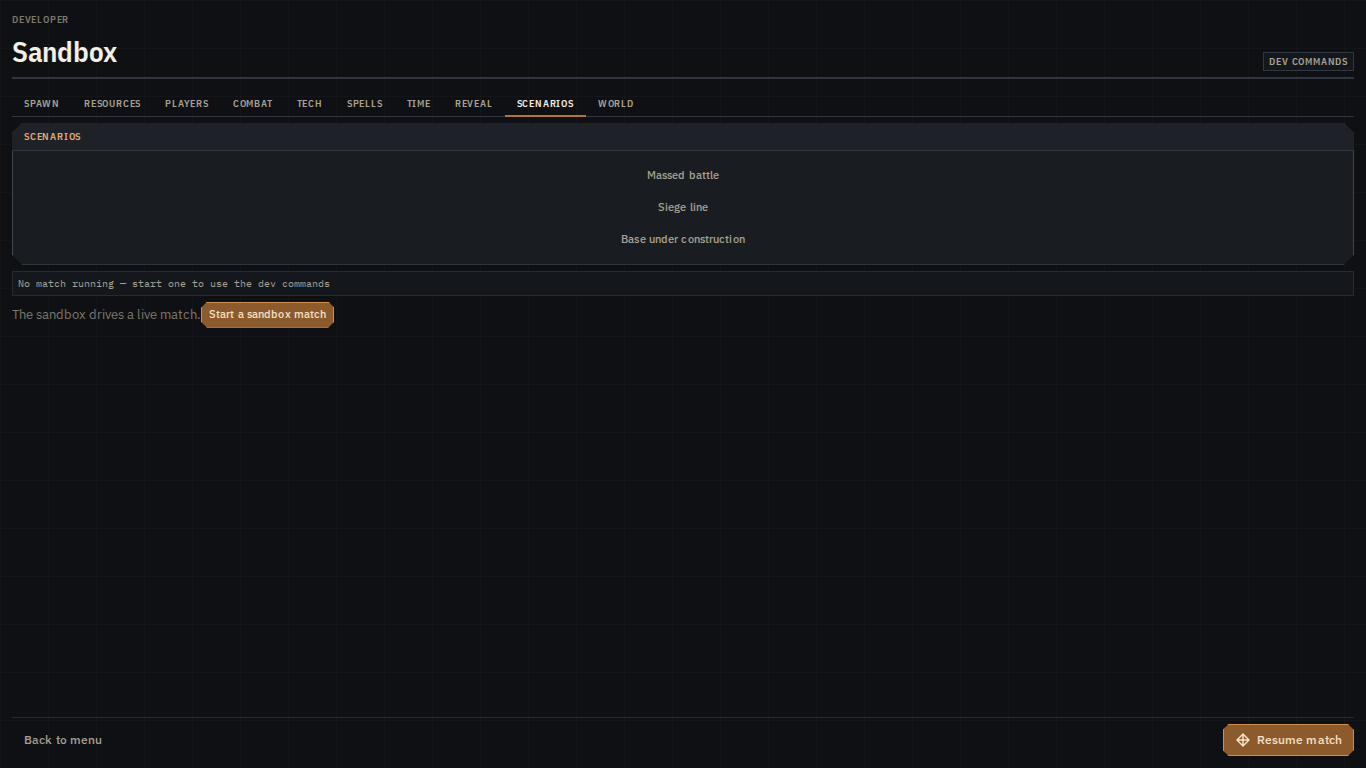 DEVELOPER
Sandbox
DEV COMMANDS
SPAWN RESOURCES PLAYERS COMBAT TECH SPELLS TIME REVEAL SCENARIOS WORLD
SCENARIOS
Massed battle
Siege line
Base under construction
No match running — start one to use the dev commands
The sandbox drives a live match. Start a sandbox match
Back to menu
Resume match